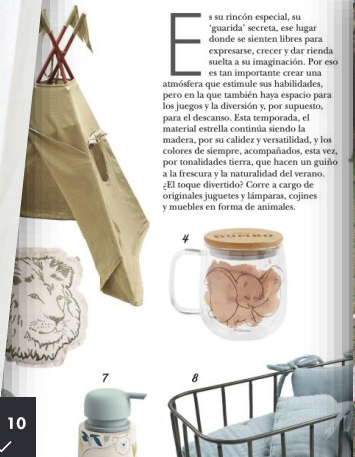 Es su rincón especial, su
'guarida' secreta, ese lugar
donde se sienten libres para
expresarse, crecer y dar rienda
suelta a su imaginación. Por eso
es tan importante crear una
atmósfera que estimule sus habilidades,
pero en la que también haya espacio para
los juegos y la diversión y, por supuesto,
para el descanso. Esta temporada, el
material estrella continúa siendo la
madera, por su calidez y versatilidad, y los
colores de siempre, acompañados, esta vez,
por tonalidades tierra, que hacen un guiño
a la frescura y la naturalidad del verano.
¿El toque divertido? Corre a cargo de
originales juguetes y lámparas, cojines
y muebles en forma de animales.
4
DUMBO
7
8
10